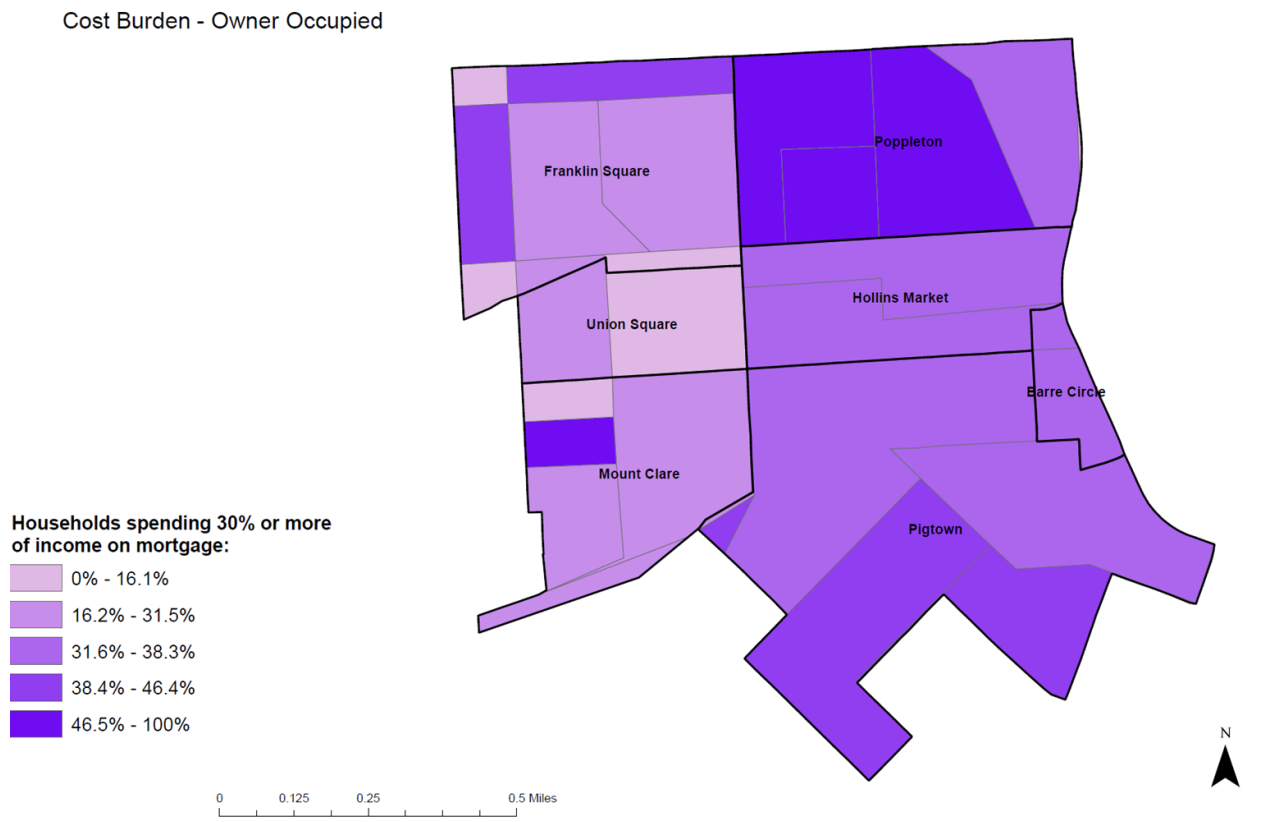 Cost Burden - Owner Occupied
Poppleton
Franklin Square
Hollins Market
Union Square
Barre Circle
Mount Clare
Pigtown
Households spending 30% or more
of income on mortgage:
0% - 16.1%
16.2% - 31.5%
31.6% - 38.3%
38.4% - 46.4%
46.5% - 100%
N
0 0.125 0.25 0.5 Miles